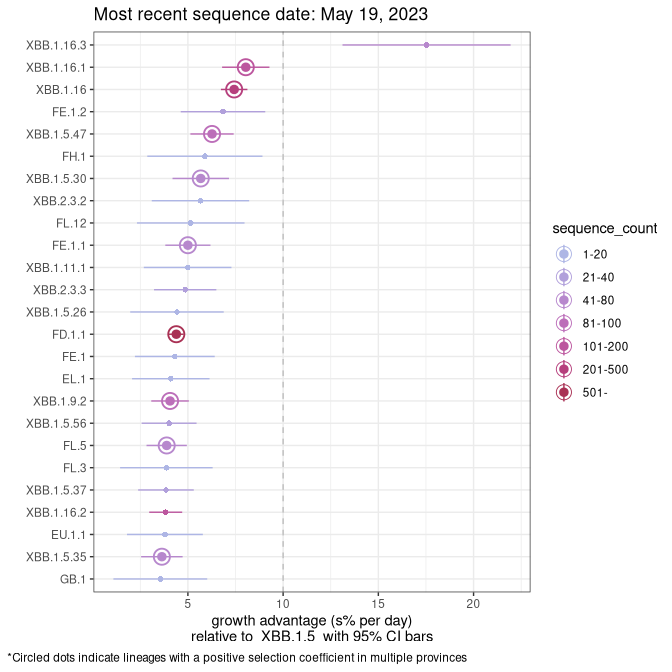 Most recent sequence date: May 19, 2023
XBB.1.16.3
XBB.1.16.1
XBB.1.16
FE.1.2
XBB.1.5.47
FH.1
XBB.1.5.30
XBB.2.3.2
FL.12
FE.1.1
XBB.1.11.1
XBB.2.3.3
XBB.1.5.26
FD.1.1
FE.1
EL.1
XBB.1.9.2
XBB.1.5.56
FL.5
FL.3
XBB.1.5.37
XBB.1.16.2
EU.1.1
XBB.1.5.35
GB.1
5 10 15 20
growth advantage (s% per day)
relative to XBB.1.5 with 95% CI bars
sequence_count
1-20
21-40
41-80
81-100
101-200
201-500
501-
*Circled dots indicate lineages with a positive selection coefficient in multiple provinces